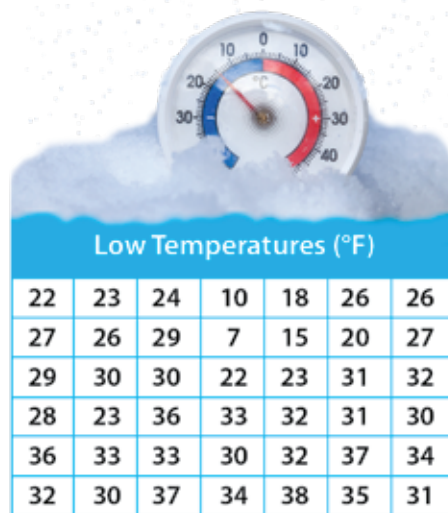 10 0 10
20 °C 20
30 - + 30
40
Low Temperatures (°F)
22 23 24 10 18 26 26
27 26 29 7 15 20 27
29 30 30 22 23 31 32
28 23 36 33 32 31 30
36 33 33 30 32 37 34
32 30 37 34 38 35 31